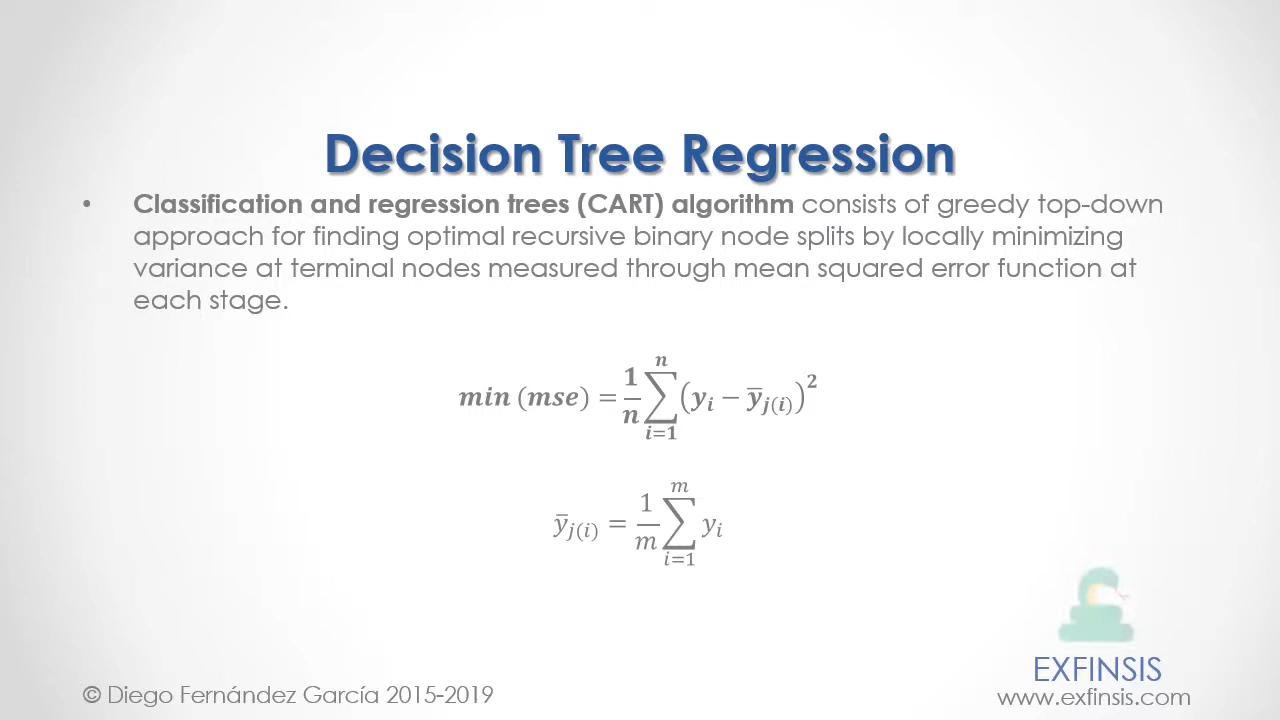 Decision Tree Regression
• Classification and regression trees (CART) algorithm consists of greedy top-down
approach for finding optimal recursive binary node splits by locally minimizing
variance at terminal nodes measured through mean squared error function at
each stage.
min (mse) = 1/n ∑_{i=1}^{n} (y_i − ȳ_{j(i)})^2
ȳ_{j(i)} = 1/m ∑_{i=1}^{m} y_i
EXFINSIS
© Diego Fernández García 2015-2019
www.exfinsis.com